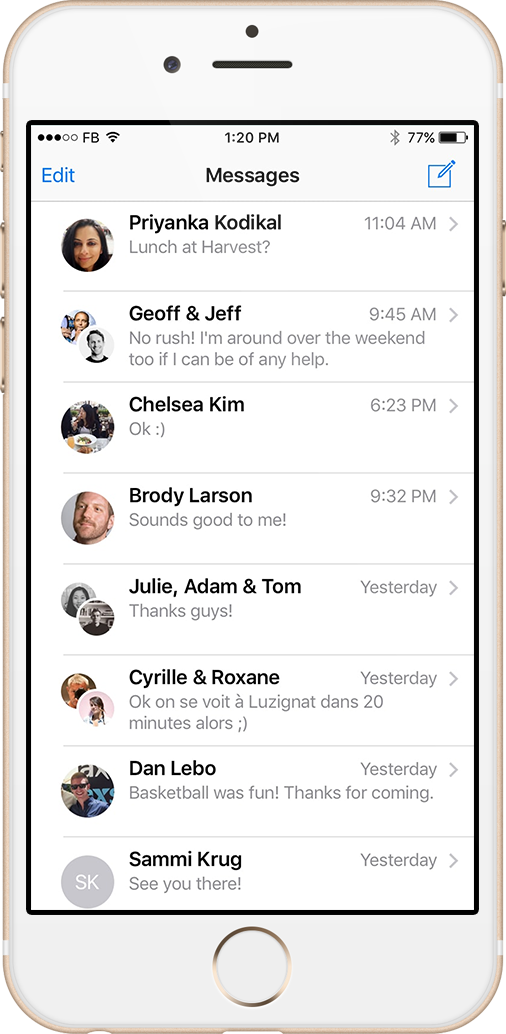 FB 1:20 PM 77%
Edit Messages
Priyanka Kodikal 11:04 AM
Lunch at Harvest?
Geoff & Jeff 9:45 AM
No rush! I'm around over the weekend
too if I can be of any help.
Chelsea Kim 6:23 PM
Ok :)
Brody Larson 9:32 PM
Sounds good to me!
Julie, Adam & Tom Yesterday
Thanks guys!
Cyrille & Roxane Yesterday
Ok on se voit à Luzignat dans 20
minutes alors ;)
Dan Lebo Yesterday
Basketball was fun! Thanks for coming.
Sammi Krug Yesterday
SK See you there!